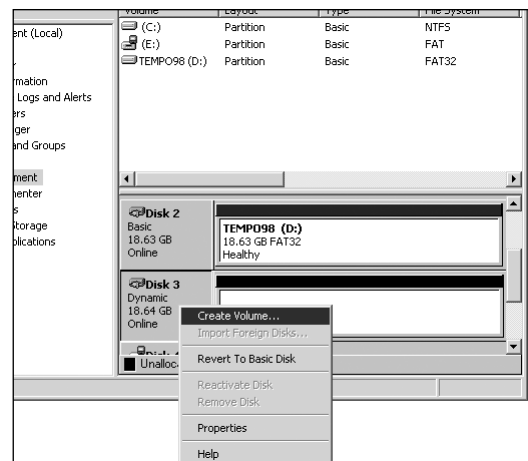 Volume Layout Type File System
(C:) Partition Basic NTFS
(E:) Partition Basic FAT
TEMPO98 (D:) Partition Basic FAT32
ent (Local)
rmation
Logs and Alerts
ers
ger
and Groups
ment
menter
s
Storage
plications
Disk 2
Basic
18.63 GB
Online
TEMPO98 (D:)
18.63 GB FAT32
Healthy
Disk 3
Dynamic
18.64 GB
Online
Unalloc
Create Volume...
Import Foreign Disks...
Revert To Basic Disk
Reactivate Disk
Remove Disk
Properties
Help